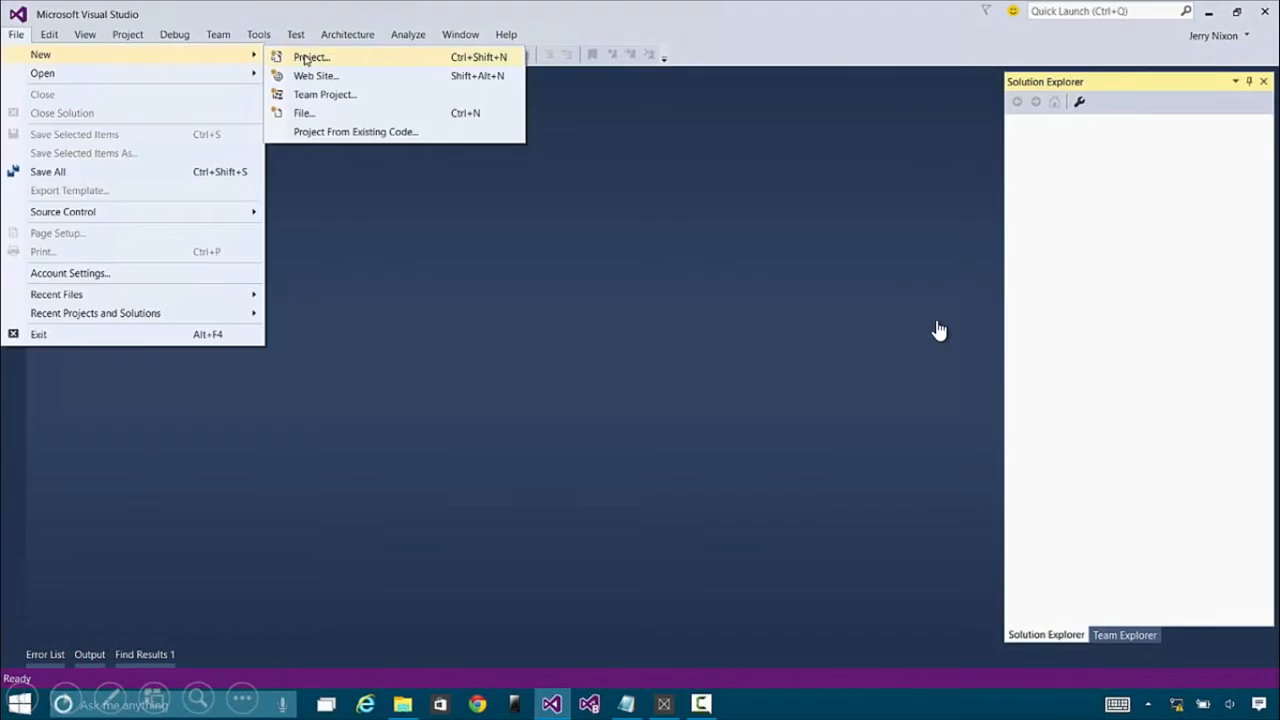 Microsoft Visual Studio
Quick Launch (Ctrl+Q)
File Edit View Project Debug Team Tools Test Architecture Analyze Window Help
Jerry Nixon
New
Open
Close
Close Solution
Save Selected Items Ctrl+S
Save Selected Items As...
Save All Ctrl+Shift+S
Export Template...
Source Control
Page Setup...
Print... Ctrl+P
Account Settings...
Recent Files
Recent Projects and Solutions
Exit Alt+F4
Project... Ctrl+Shift+N
Web Site... Shift+Alt+N
Team Project...
File... Ctrl+N
Project From Existing Code...
Solution Explorer
Solution Explorer Team Explorer
Error List Output Find Results 1
Ready
Ask me anything